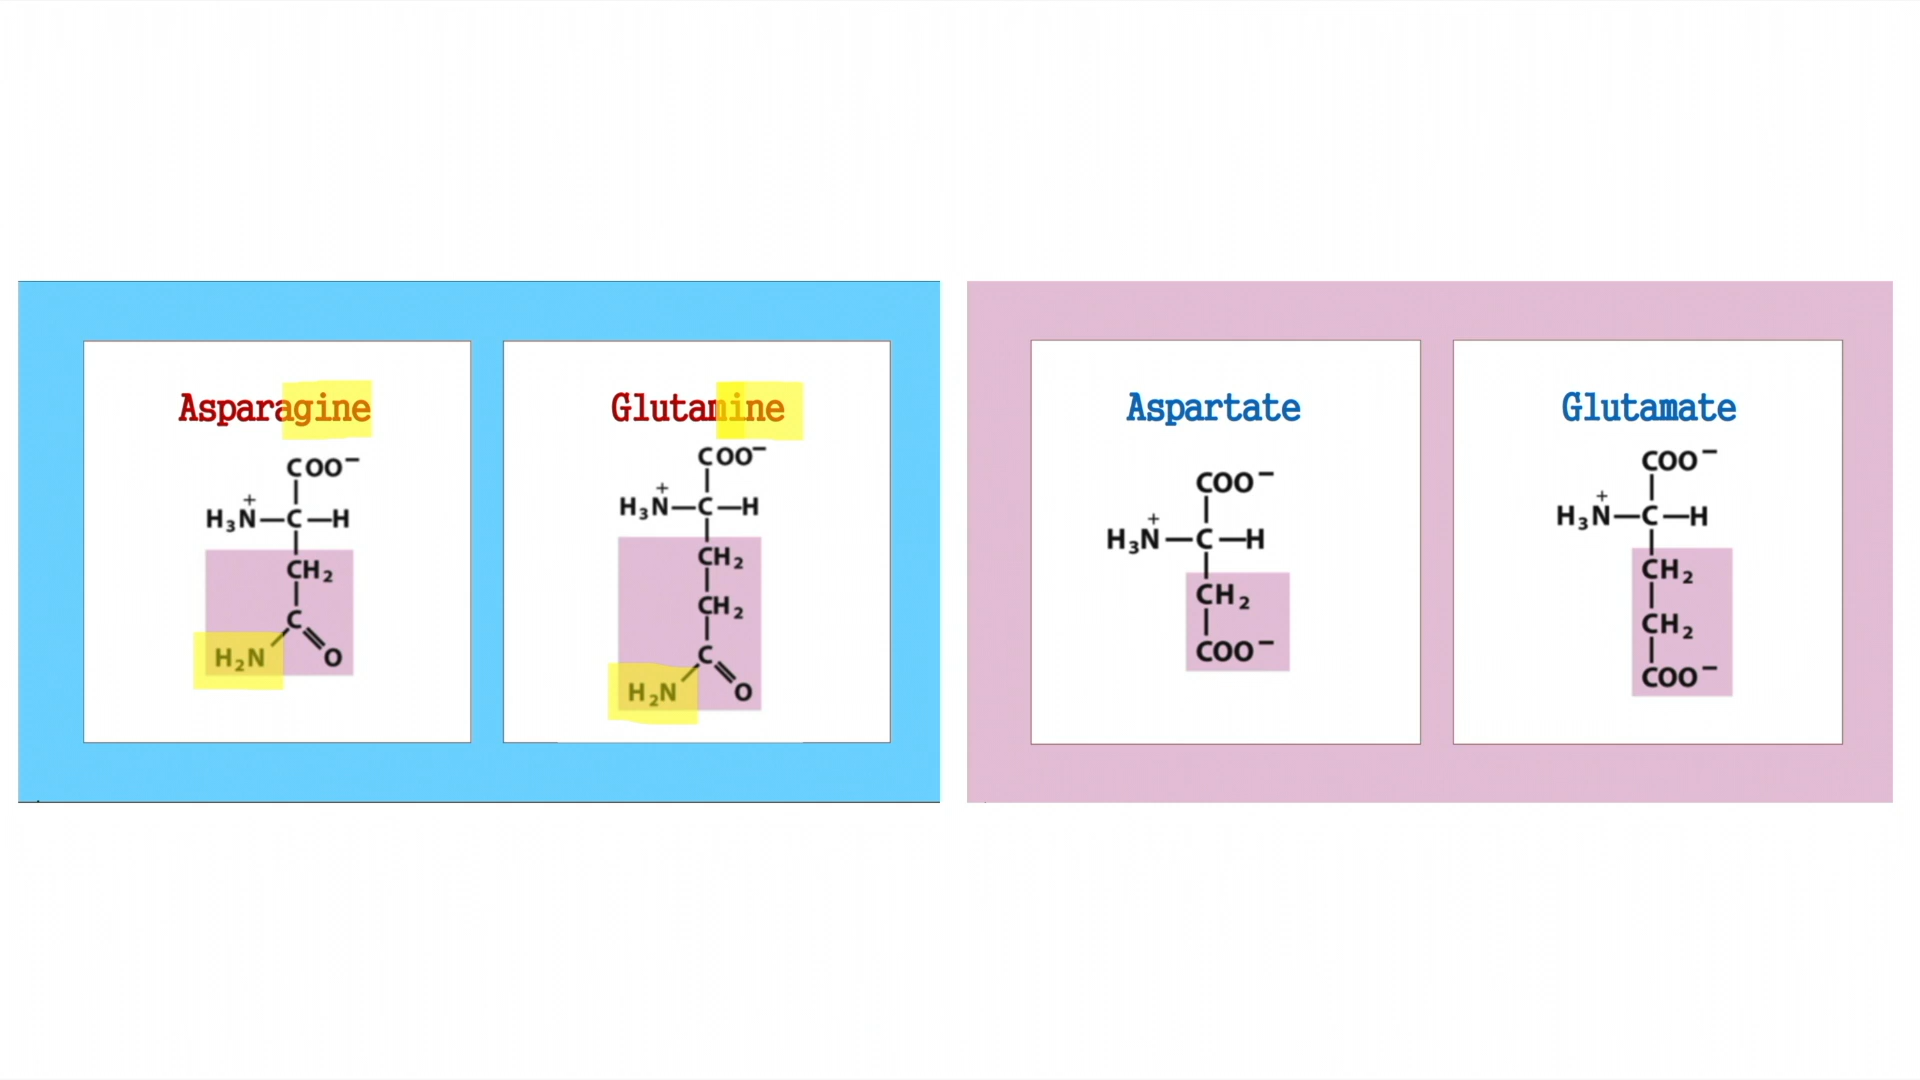 Asparagine
COO⁻
H₃N⁺—C—H
CH₂
C
H₂N O
Glutamine
COO⁻
H₃N⁺—C—H
CH₂
CH₂
C
H₂N O
Aspartate
COO⁻
H₃N⁺—C—H
CH₂
COO⁻
Glutamate
COO⁻
H₃N⁺—C—H
CH₂
CH₂
COO⁻